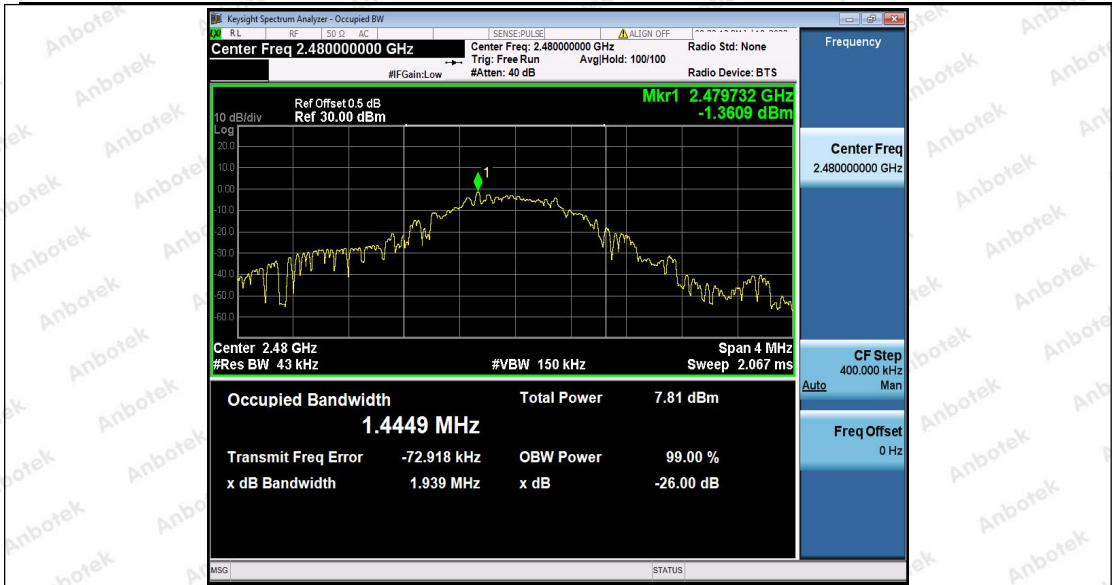 Keysight Spectrum Analyzer - Occupied BW
RL RF 50 Ω AC SENSE:PULSE ALIGN OFF
Center Freq 2.480000000 GHz
Center Freq: 2.480000000 GHz
Radio Std: None
Trig: Free Run Avg|Hold: 100/100
#IFGain:Low
#Atten: 40 dB
Radio Device: BTS
Mkr1 2.479732 GHz
-1.3609 dBm
Ref Offset 0.5 dB
10 dB/div
Ref 30.00 dBm
Log
20.0
10.0
0.00
-10.0
-20.0
-30.0
-40.0
-50.0
-60.0
1
Center 2.48 GHz
Span 4 MHz
#Res BW 43 kHz
#VBW 150 kHz
Sweep 2.067 ms
Occupied Bandwidth
1.4449 MHz
Total Power 7.81 dBm
Transmit Freq Error -72.918 kHz
OBW Power 99.00 %
x dB Bandwidth 1.939 MHz
x dB -26.00 dB
MSG
STATUS
Frequency
Center Freq
2.480000000 GHz
CF Step
400.000 kHz
Auto Man
Freq Offset
0 Hz
Anbotek